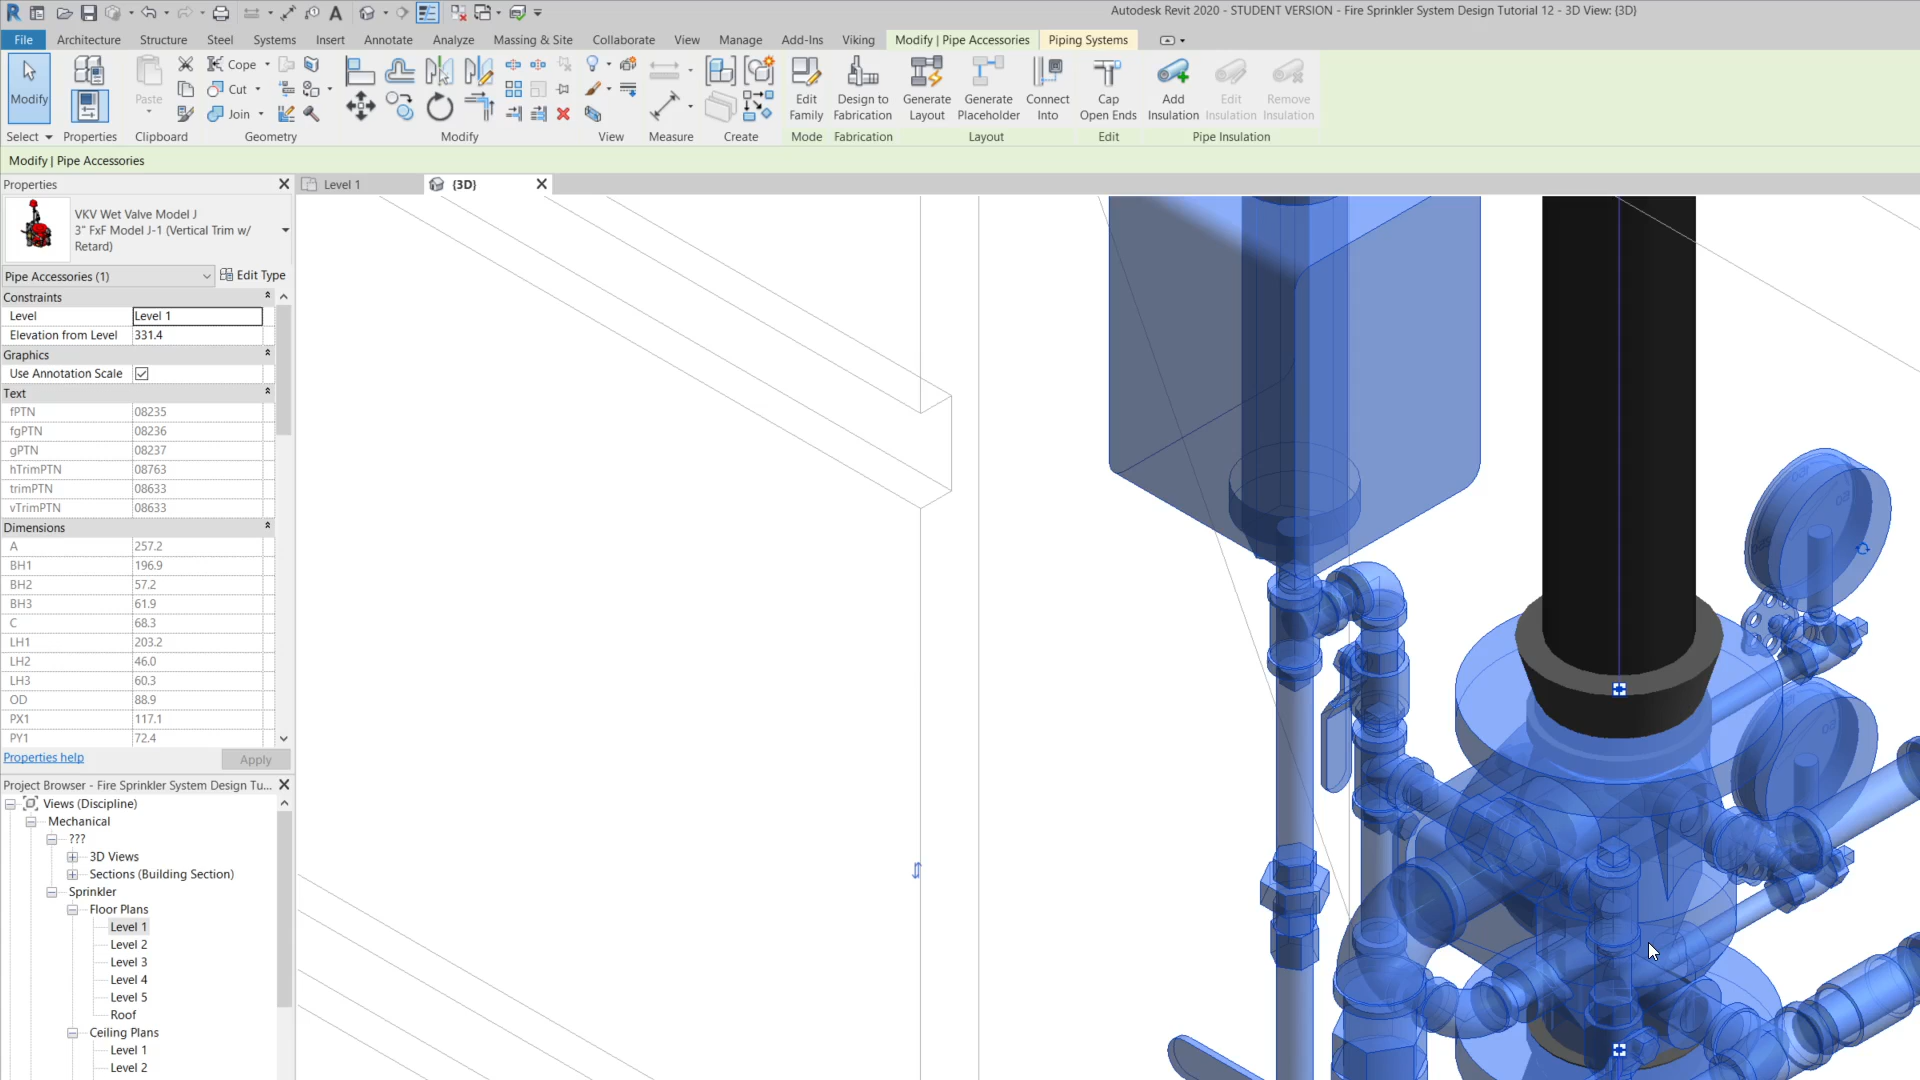 Autodesk Revit 2020 - STUDENT VERSION - Fire Sprinkler System Design Tutorial 12 - 3D View: {3D}
File Architecture Structure Steel Systems Insert Annotate Analyze Massing & Site Collaborate View Manage Add-Ins Viking Modify | Pipe Accessories Piping Systems
Modify Paste Cope Cut Join Edit Family Design to Fabrication Generate Layout Generate Placeholder Connect Into Cap Open Ends Add Insulation Edit Insulation Remove Insulation
Select Properties Clipboard Geometry Modify View Measure Create Mode Fabrication Layout Edit Pipe Insulation
Modify | Pipe Accessories
Properties
Level 1
{3D}
VKV Wet Valve Model J
3" FxF Model J-1 (Vertical Trim w/
Retard)
Pipe Accessories (1)
Edit Type
Constraints
Level Level 1
Elevation from Level 331.4
Graphics
Use Annotation Scale
Text
fPTN 08235
fgPTN 08236
gPTN 08237
hTrimPTN 08763
trimPTN 08633
vTrimPTN 08633
Dimensions
A 257.2
BH1 196.9
BH2 57.2
BH3 61.9
C 68.3
LH1 203.2
LH2 46.0
LH3 60.3
OD 88.9
PX1 117.1
PY1 72.4
Properties help
Apply
Project Browser - Fire Sprinkler System Design Tu...
Views (Discipline)
Mechanical
???
3D Views
Sections (Building Section)
Sprinkler
Floor Plans
Level 1
Level 2
Level 3
Level 4
Level 5
Roof
Ceiling Plans
Level 1
Level 2